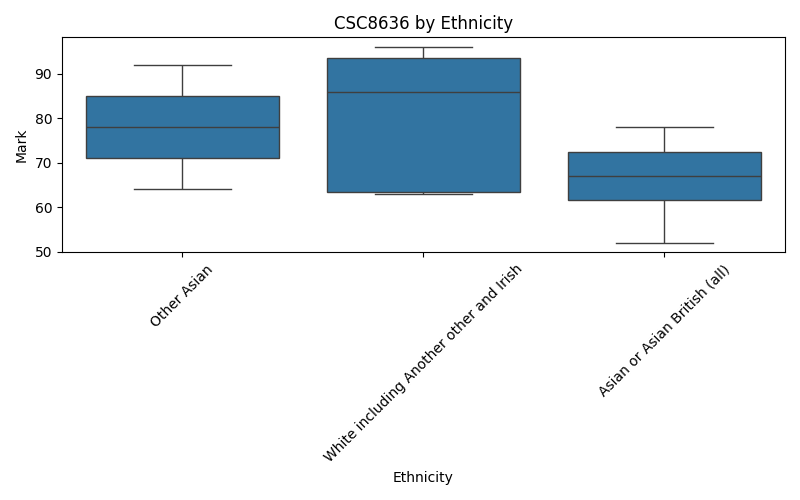 CSC8636 by Ethnicity
Mark
90
80
70
60
50
Other Asian
White including Another other and Irish
Asian or Asian British (all)
Ethnicity